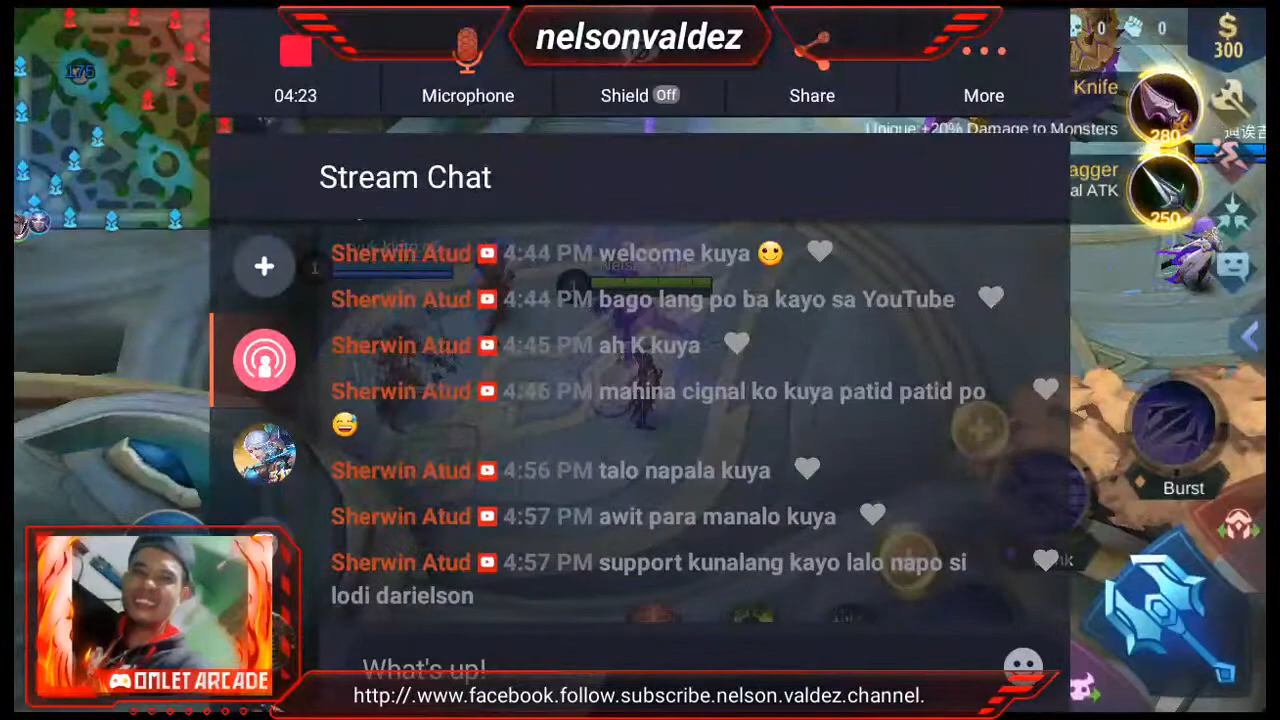 nelsonvaldez
0
0
$
300
175
04:23
Microphone
Shield Off
Share
More
Knife
280
Unique:+20% Damage to Monsters
Stream Chat
agger
al ATK
250
Sherwin Atud 4:44 PM welcome kuya 🙂
1
Sherwin Atud 4:44 PM bago lang po ba kayo sa YouTube
Sherwin Atud 4:45 PM ah K kuya
Sherwin Atud 4:46 PM mahina cignal ko kuya patid patid po
😅
Sherwin Atud 4:56 PM talo napala kuya
Burst
Sherwin Atud 4:57 PM awit para manalo kuya
Sherwin Atud 4:57 PM support kunalang kayo lalo napo si
lodi darielson
What's up!
OMLET ARCADE
http://.www.facebook.follow.subscribe.nelson.valdez.channel.